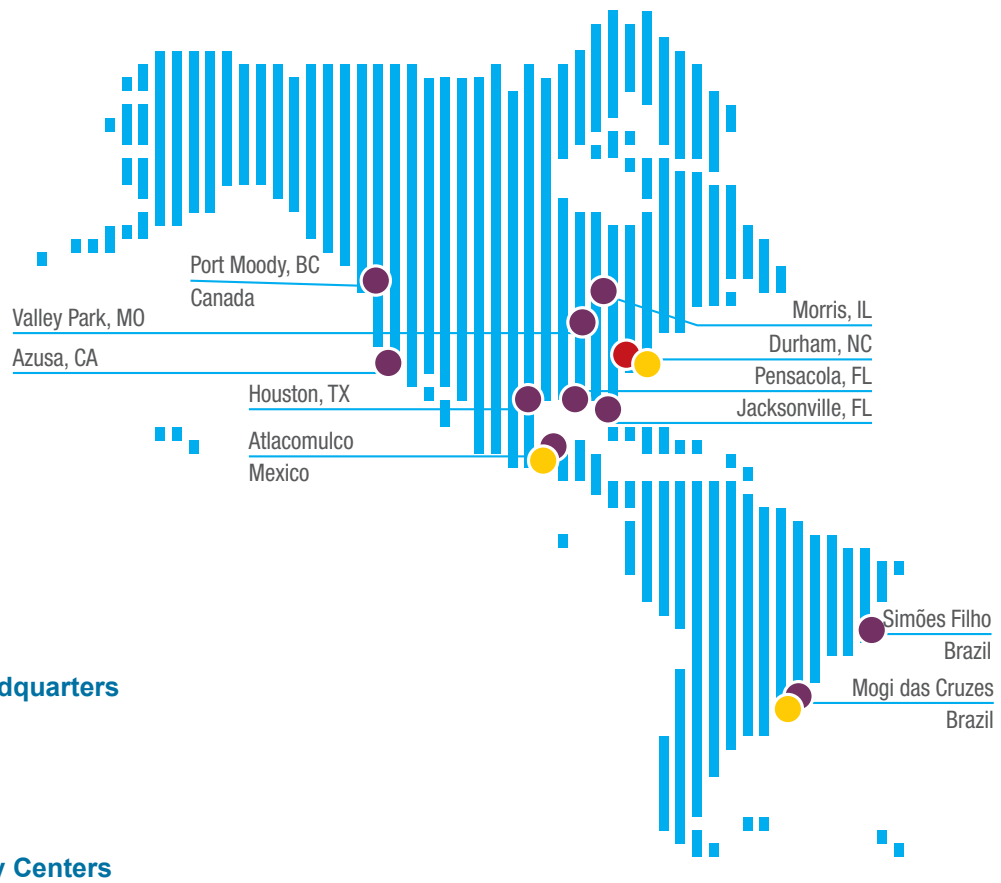 Port Moody, BC
Canada
Valley Park, MO
Azusa, CA
Houston, TX
Atlacomulco
Mexico
Morris, IL
Durham, NC
Pensacola, FL
Jacksonville, FL
Simões Filho
Brazil
Mogi das Cruzes
Brazil
Centers